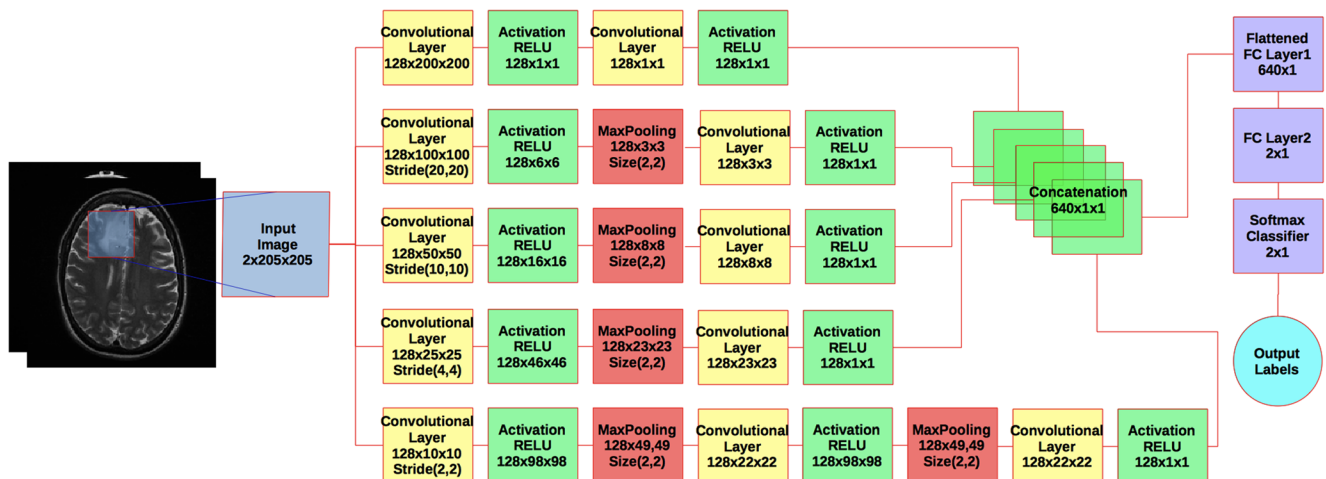 Convolutional
Layer
128x200x200
Activation
RELU
128x1x1
Convolutional
Layer
128x1x1
Activation
RELU
128x1x1
Convolutional
Layer
128x100x100
Stride(20,20)
Activation
RELU
128x6x6
MaxPooling
128x3x3
Size(2,2)
Convolutional
Layer
128x3x3
Activation
RELU
128x1x1
Input
Image
2x205x205
Convolutional
Layer
128x50x50
Stride(10,10)
Activation
RELU
128x16x16
MaxPooling
128x8x8
Size(2,2)
Convolutional
Layer
128x8x8
Activation
RELU
128x1x1
Convolutional
Layer
128x25x25
Stride(4,4)
Activation
RELU
128x46x46
MaxPooling
128x23x23
Size(2,2)
Convolutional
Layer
128x23x23
Activation
RELU
128x1x1
Convolutional
Layer
128x10x10
Stride(2,2)
Activation
RELU
128x98x98
MaxPooling
128x49,49
Size(2,2)
Convolutional
Layer
128x22x22
Activation
RELU
128x98x98
MaxPooling
128x49,49
Size(2,2)
Convolutional
Layer
128x22x22
Activation
RELU
128x1x1
Concatenation
640x1x1
Flattened
FC Layer1
640x1
FC Layer2
2x1
Softmax
Classifier
2x1
Output
Labels